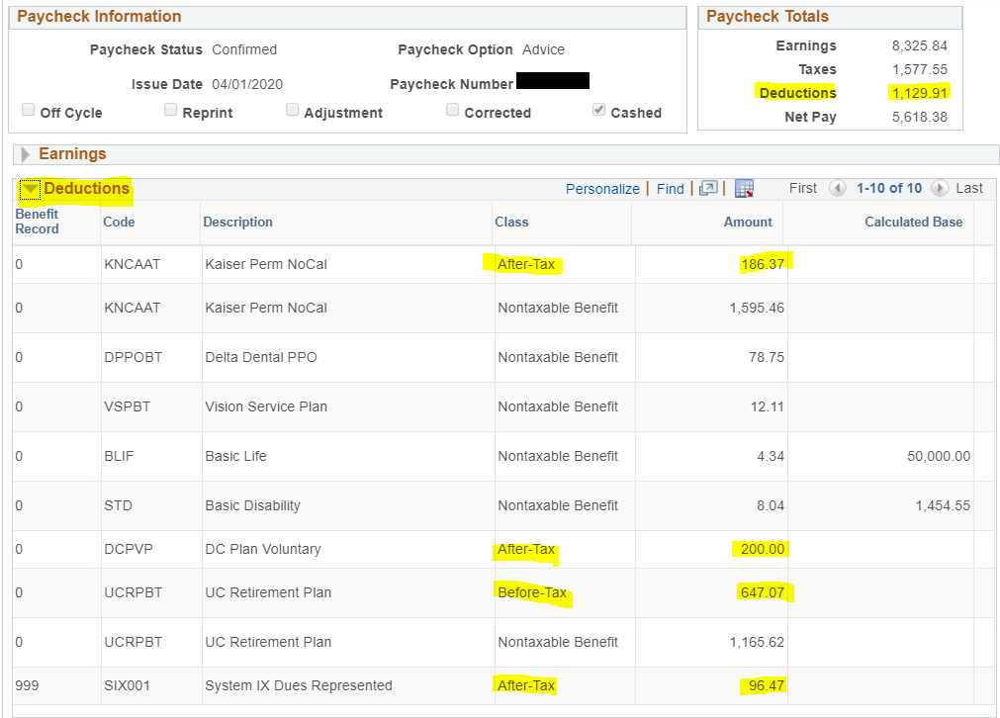 Paycheck Information
Paycheck Status Confirmed Paycheck Option Advice
Issue Date 04/01/2020 Paycheck Number
Off Cycle Reprint Adjustment Corrected Cashed
Paycheck Totals
Earnings 8,325.84
Taxes 1,577.55
Deductions 1,129.91
Net Pay 5,618.38
Earnings
Deductions Personalize | Find | | First 1-10 of 10 Last
Benefit Record Code Description Class Amount Calculated Base
0 KNCAAT Kaiser Perm NoCal After-Tax 186.37
0 KNCAAT Kaiser Perm NoCal Nontaxable Benefit 1,595.46
0 DPPOBT Delta Dental PPO Nontaxable Benefit 78.75
0 VSPBT Vision Service Plan Nontaxable Benefit 12.11
0 BLIF Basic Life Nontaxable Benefit 4.34 50,000.00
0 STD Basic Disability Nontaxable Benefit 8.04 1,454.55
0 DCPVP DC Plan Voluntary After-Tax 200.00
0 UCRPBT UC Retirement Plan Before-Tax 647.07
0 UCRPBT UC Retirement Plan Nontaxable Benefit 1,165.62
999 SIX001 System IX Dues Represented After-Tax 96.47